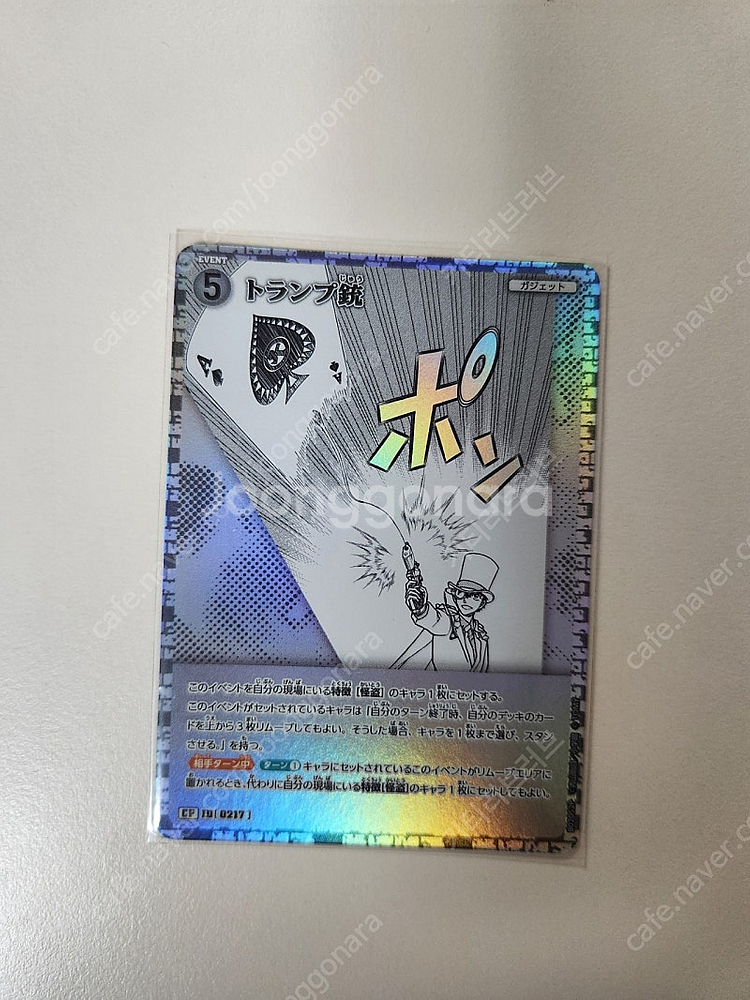 EVENT
5
トランプ銃
じゅう
ガジェット
A
A
ポン
joonggonara
このイベントを自分の現場にいる特徴[怪盗]のキャラ1枚にセットする。
このイベントがセットされているキャラは「自分のターン終了時、自分のデッキのカー
ドを上から3枚リムーブしてもよい。そうした場合、キャラを1枚まで選び、スタン
させる。」を持つ。
相手ターン中 ターン① キャラにセットされているこのイベントがリムーブエリアに
置かれるとき、代わりに自分の現場にいる特徴[怪盗]のキャラ1枚にセットしてもよい。
CP ID[0217]
cafe.naver.com/joonggonara